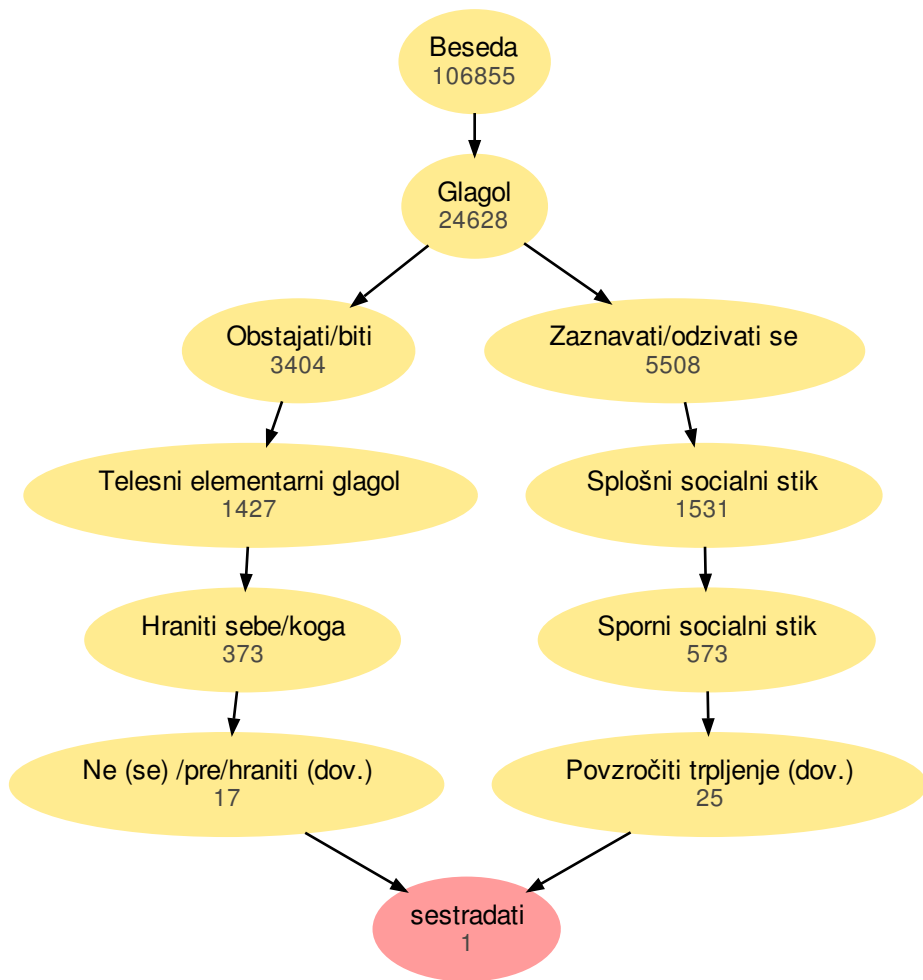 Beseda
106855
Glagol
24628
Obstajati/biti
3404
Zaznavati/odzivati se
5508
Telesni elementarni glagol
1427
Splošni socialni stik
1531
Hraniti sebe/koga
373
Sporni socialni stik
573
Ne (se) /pre/hraniti (dov.)
17
Povzročiti trpljenje (dov.)
25
sestradati
1